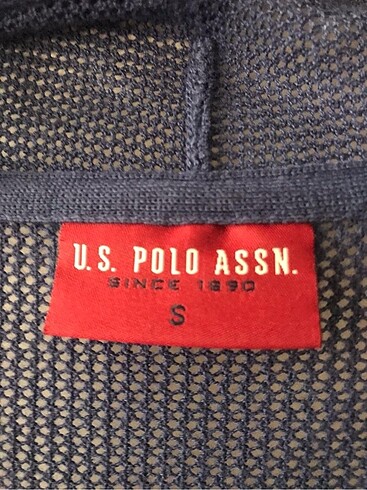 U.S. POLO ASSN.
SINCE 1890
S